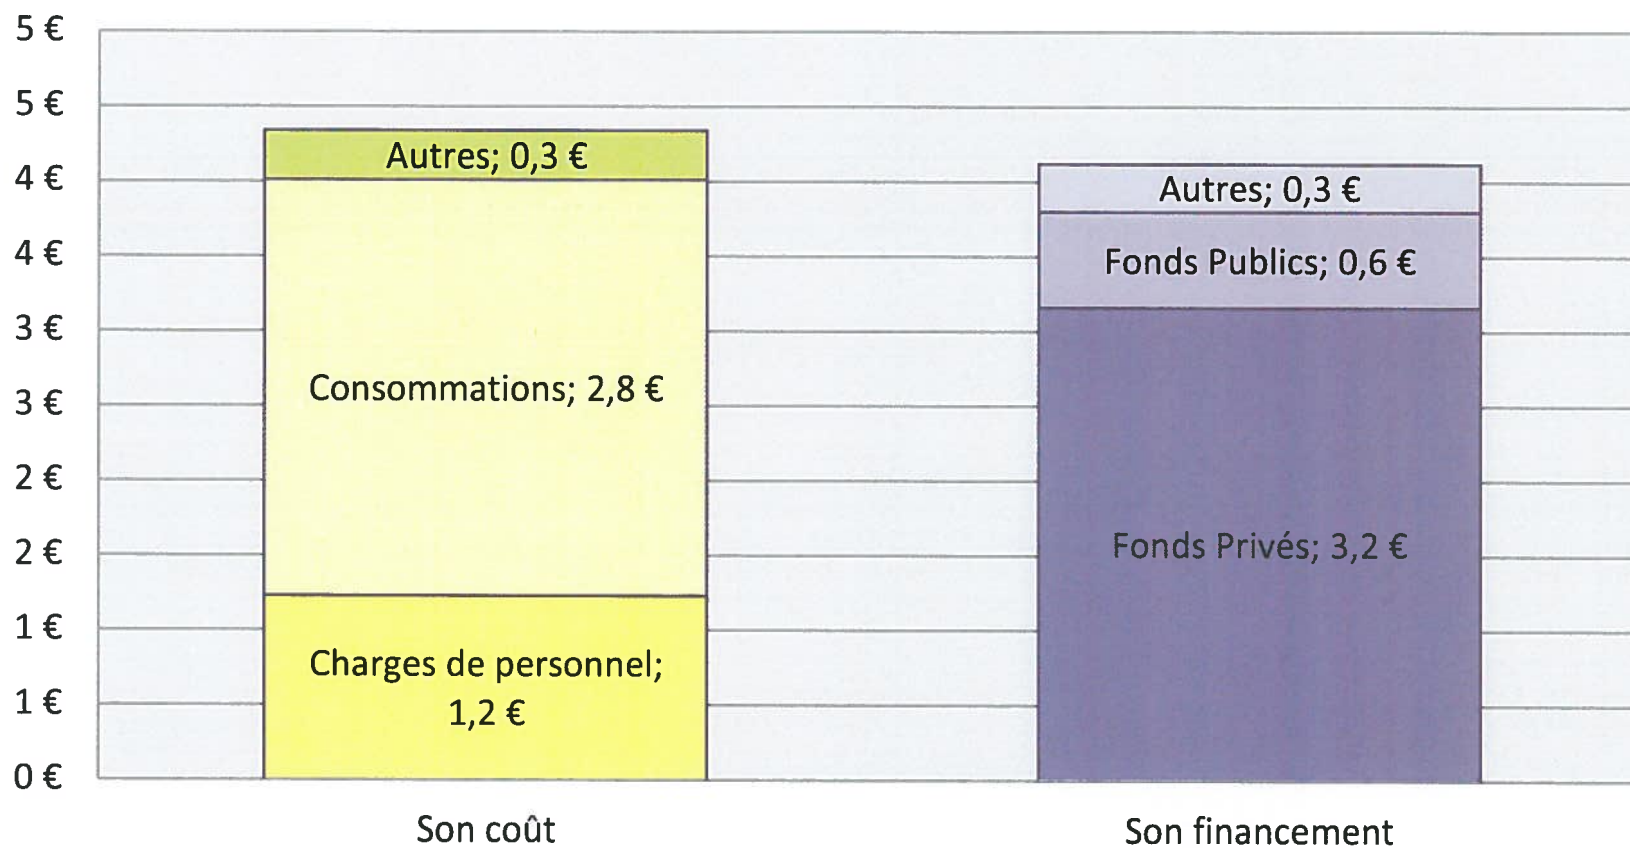 5 €
5 €
4 €
4 €
3 €
3 €
2 €
2 €
1 €
1 €
0 €
Autres; 0,3 €
Consommations; 2,8 €
Charges de personnel;
1,2 €
Autres; 0,3 €
Fonds Publics; 0,6 €
Fonds Privés; 3,2 €
Son coût
Son financement